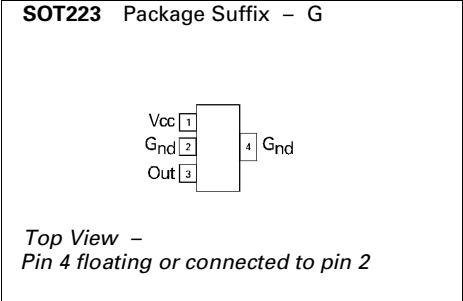 SOT223 Package Suffix – G
Vcc 1
Gnd 2 4 Gnd
Out 3
Top View –
Pin 4 floating or connected to pin 2